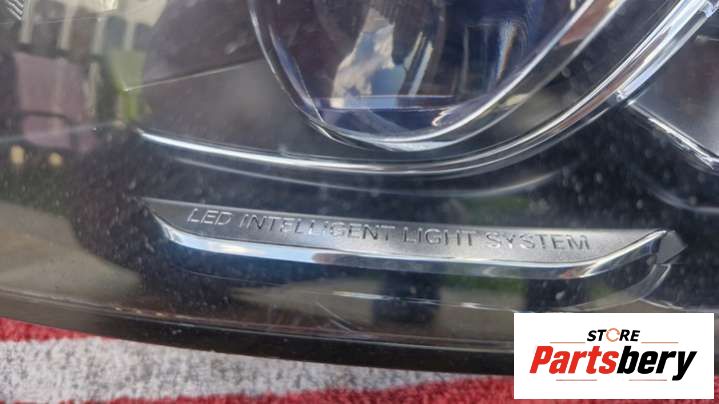 LED INTELLIGENT LIGHT SYSTEM
STORE
Partsbery